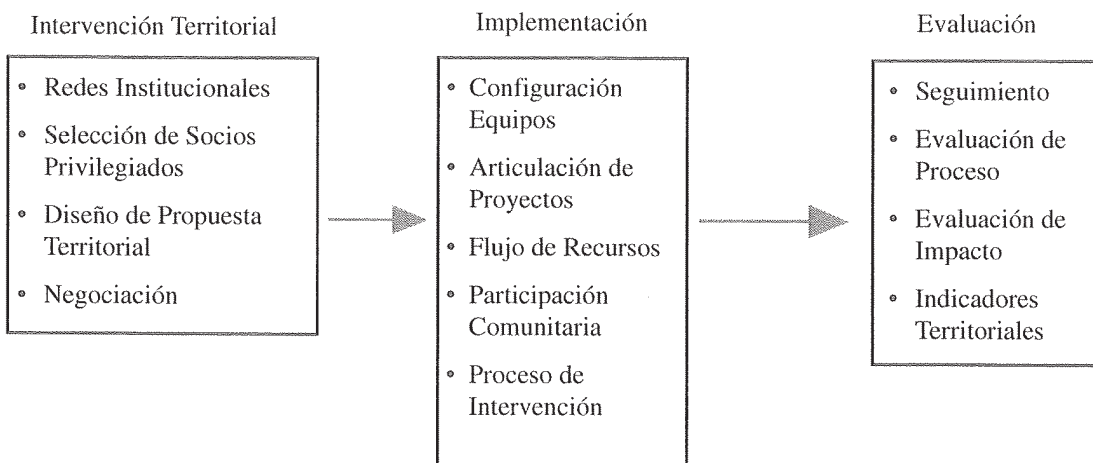 Intervención Territorial
• Redes Institucionales
• Selección de Socios
Privilegiados
• Diseño de Propuesta
Territorial
• Negociación
Implementación
• Configuración
Equipos
• Articulación de
Proyectos
• Flujo de Recursos
• Participación
Comunitaria
• Proceso de
Intervención
Evaluación
• Seguimiento
• Evaluación de
Proceso
• Evaluación de
Impacto
• Indicadores
Territoriales